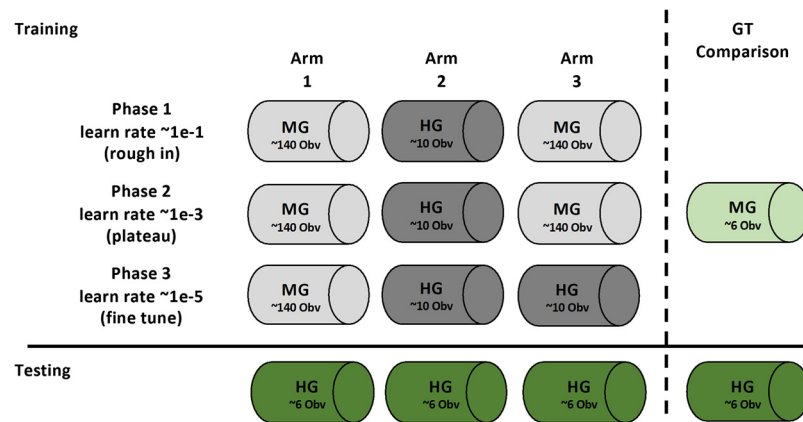 Training
GT
Comparison
Arm
1
Arm
2
Arm
3
Phase 1
learn rate ~1e-1
(rough in)
MG
~140 Obv
HG
~10 Obv
MG
~140 Obv
Phase 2
learn rate ~1e-3
(plateau)
MG
~140 Obv
HG
~10 Obv
MG
~140 Obv
MG
~6 Obv
Phase 3
learn rate ~1e-5
(fine tune)
MG
~140 Obv
HG
~10 Obv
HG
~10 Obv
Testing
HG
~6 Obv
HG
~6 Obv
HG
~6 Obv
HG
~6 Obv